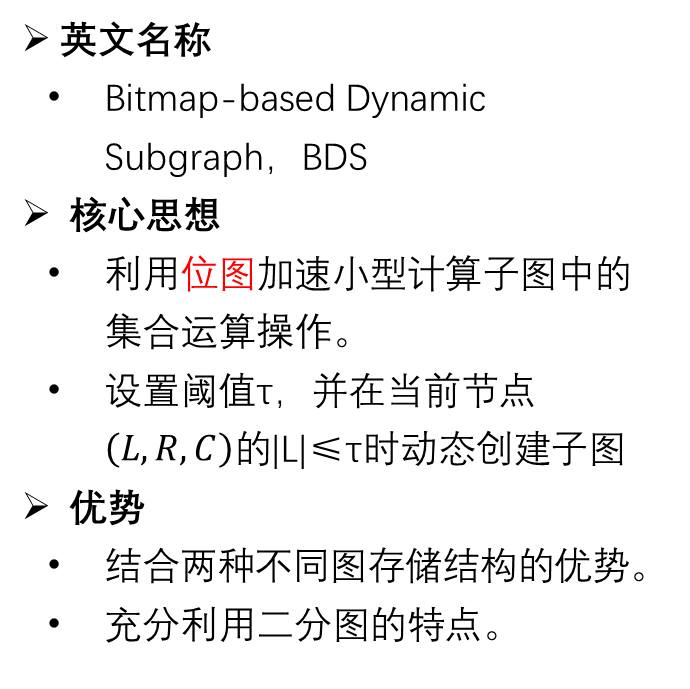 ➢ 英文名称
• Bitmap-based Dynamic
Subgraph，BDS
➢ 核心思想
• 利用位图加速小型计算子图中的
集合运算操作。
• 设置阈值τ，并在当前节点
(L, R, C)的|L|≤τ时动态创建子图
➢ 优势
• 结合两种不同图存储结构的优势。
• 充分利用二分图的特点。